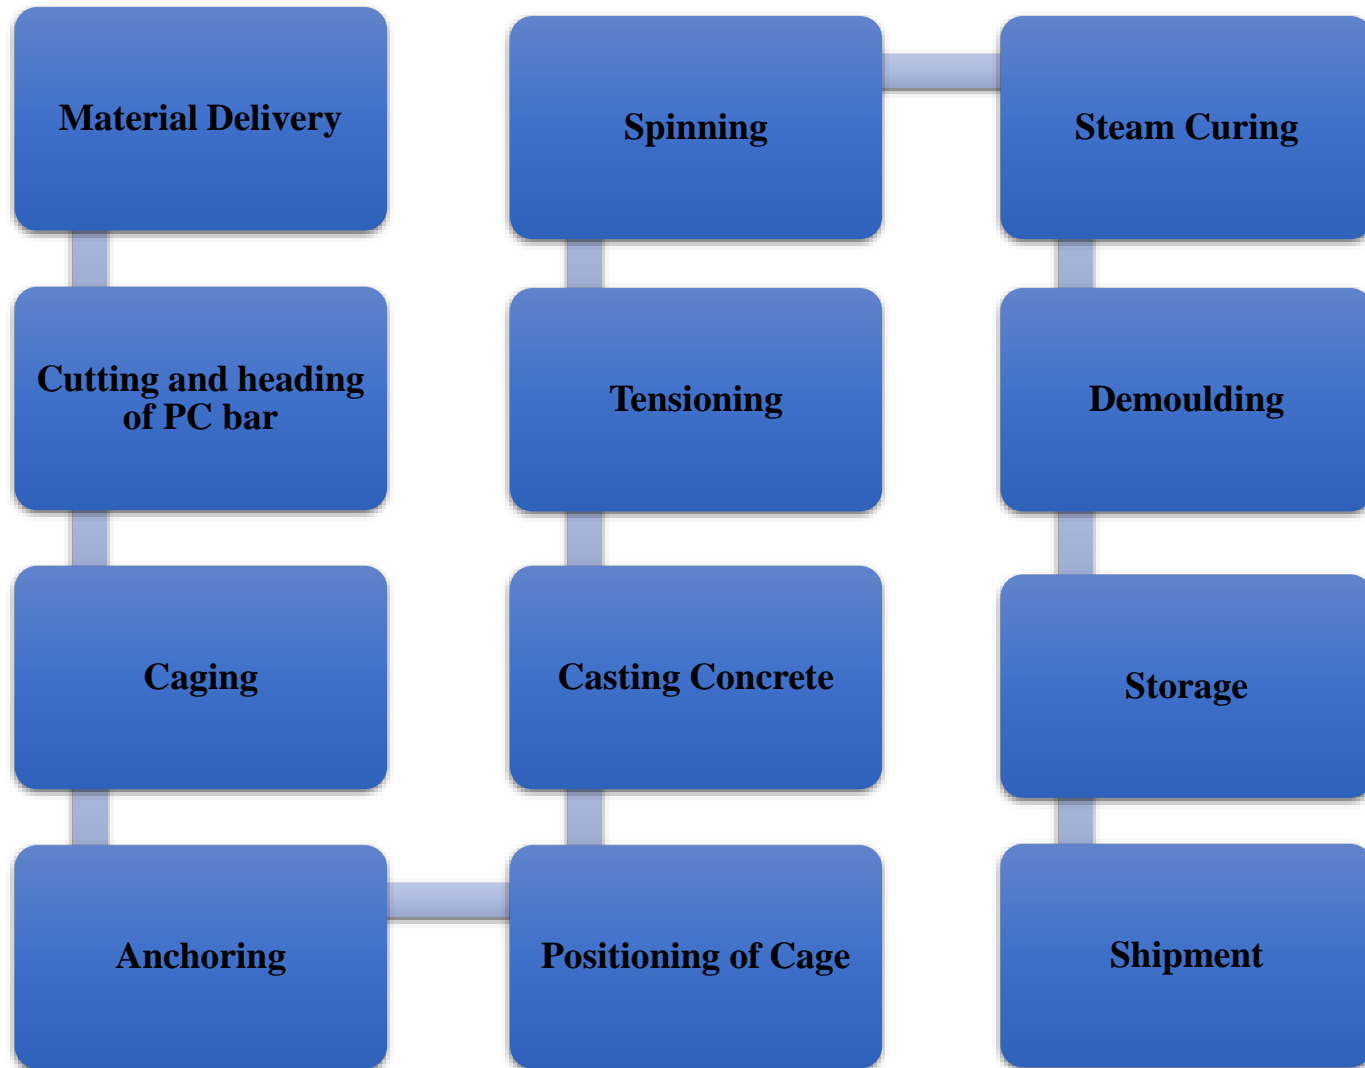 Material Delivery
Cutting and heading
of PC bar
Caging
Anchoring
Positioning of Cage
Casting Concrete
Tensioning
Spinning
Steam Curing
Demoulding
Storage
Shipment